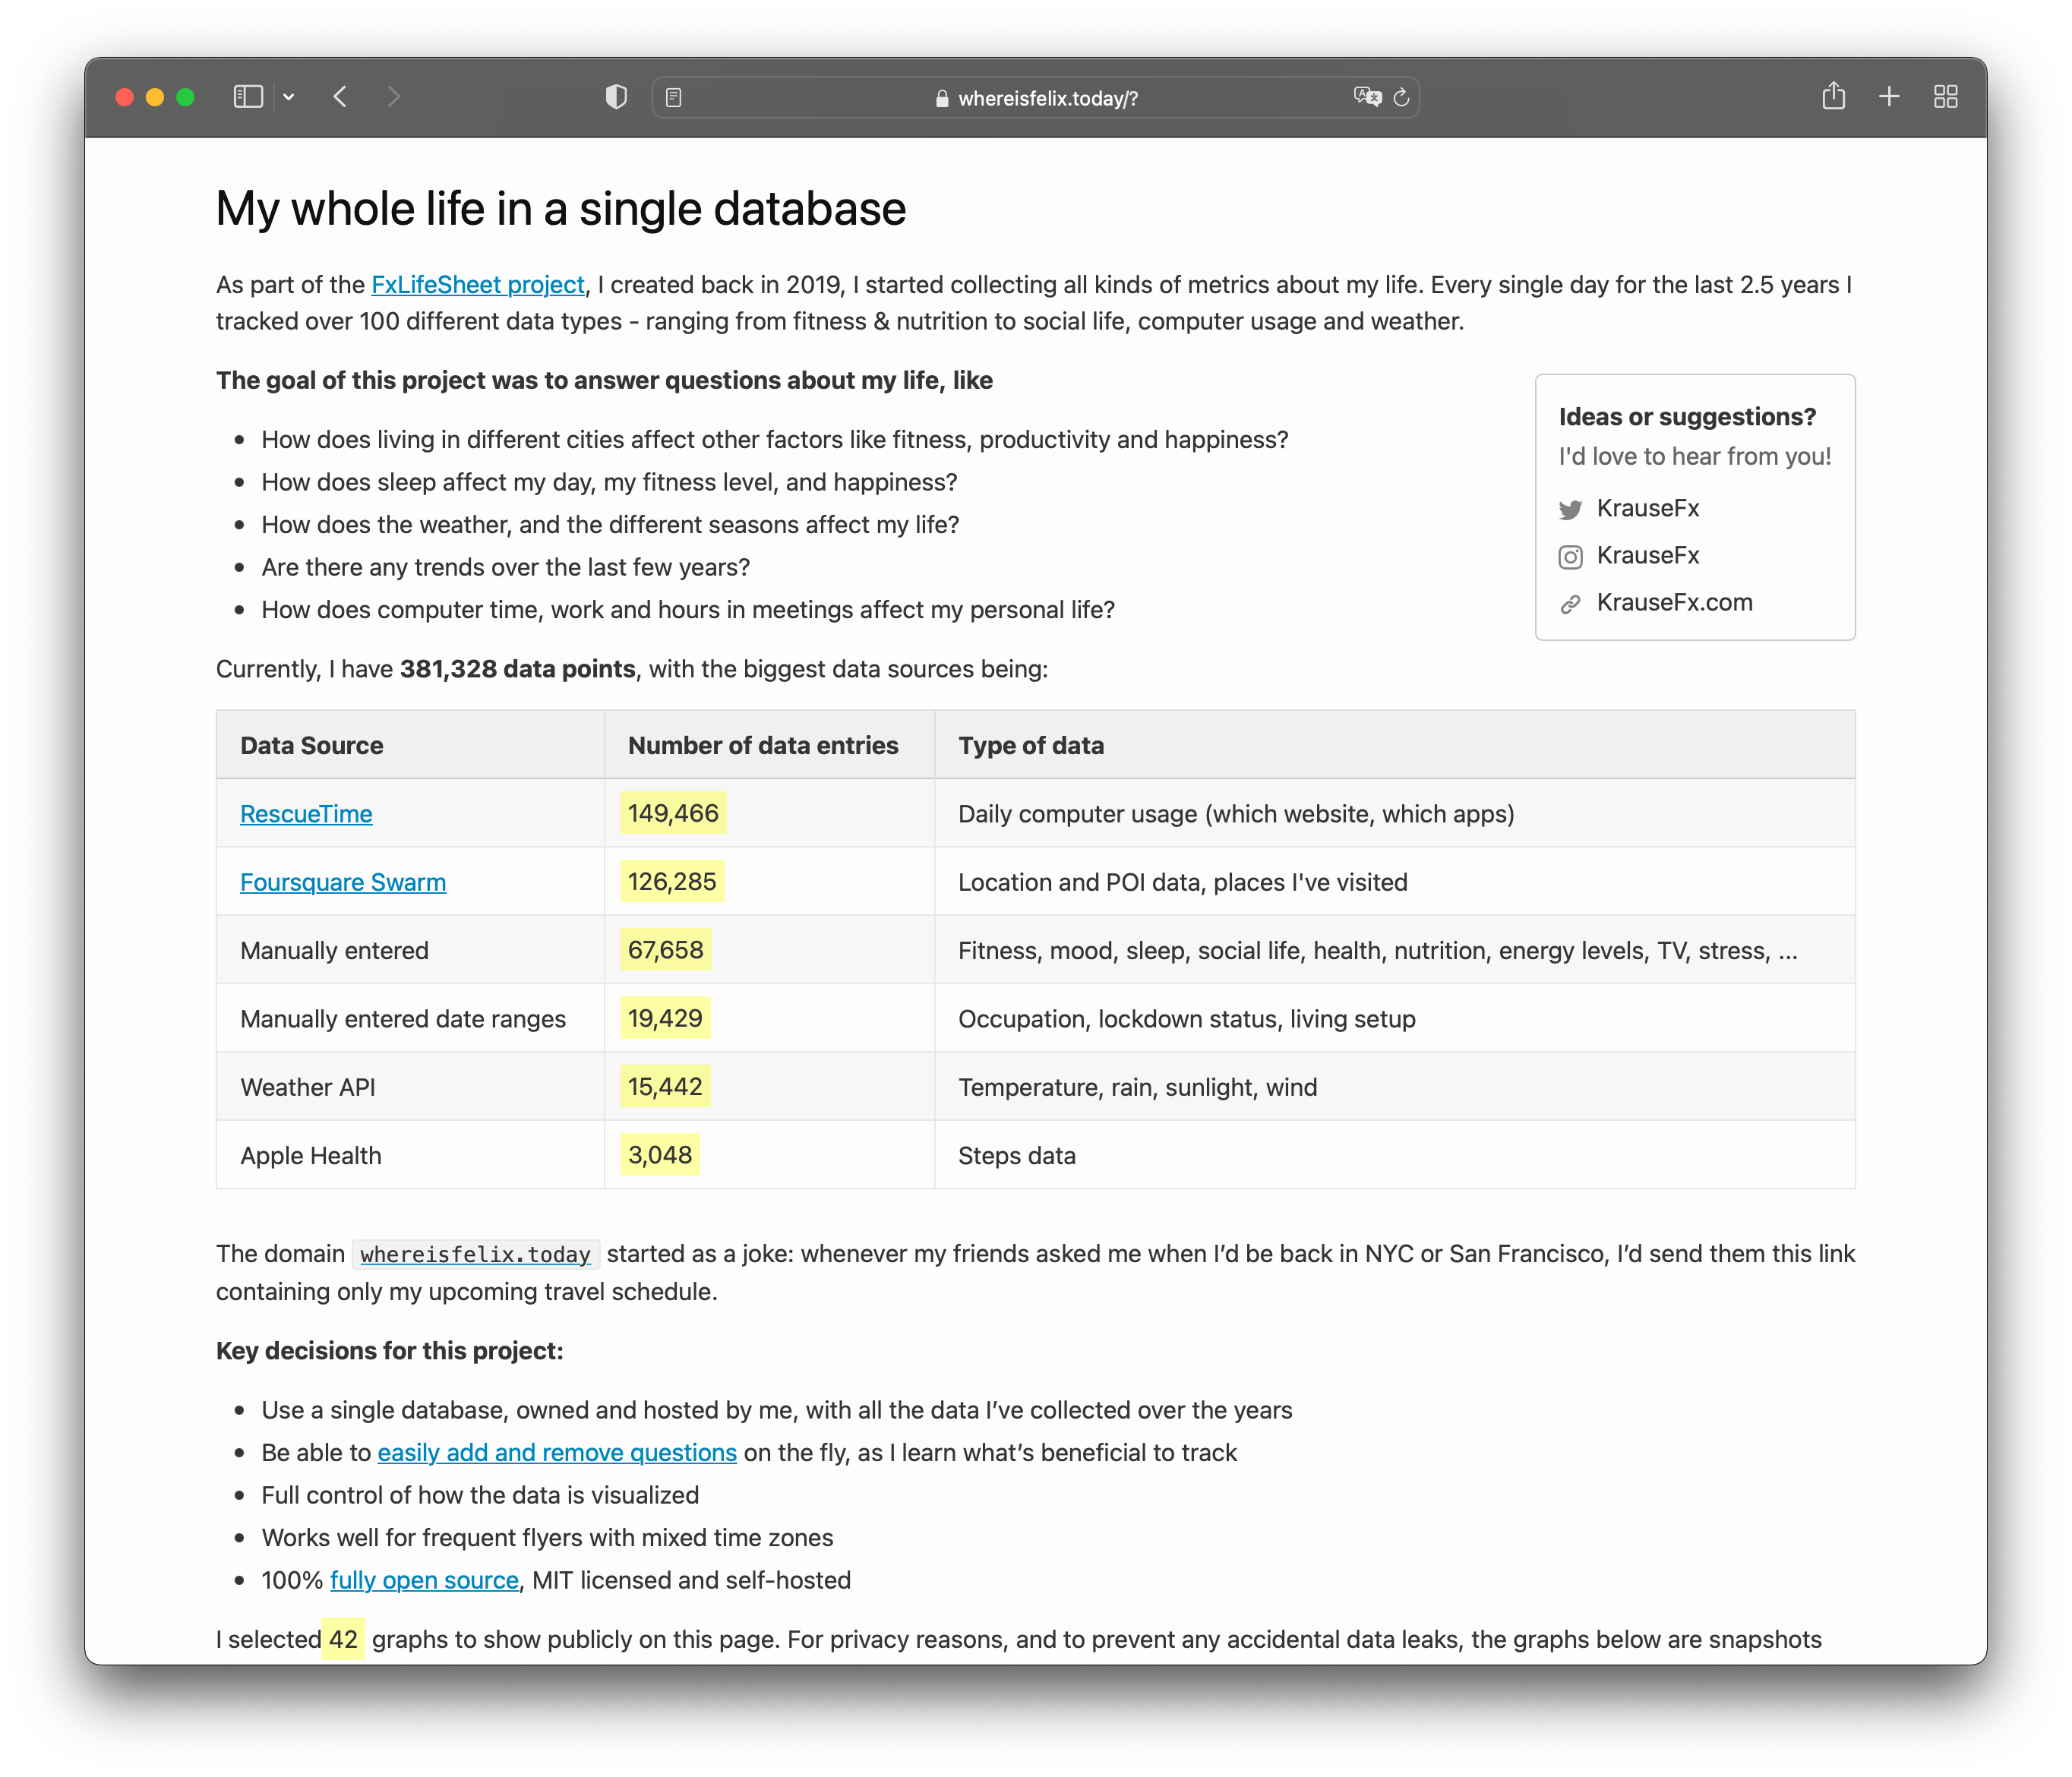 whereisfelix.today/?
My whole life in a single database
As part of the FxLifeSheet project, I created back in 2019, I started collecting all kinds of metrics about my life. Every single day for the last 2.5 years I
tracked over 100 different data types - ranging from fitness & nutrition to social life, computer usage and weather.
The goal of this project was to answer questions about my life, like
• How does living in different cities affect other factors like fitness, productivity and happiness?
• How does sleep affect my day, my fitness level, and happiness?
• How does the weather, and the different seasons affect my life?
• Are there any trends over the last few years?
• How does computer time, work and hours in meetings affect my personal life?
Ideas or suggestions?
I'd love to hear from you!
KrauseFx
KrauseFx
KrauseFx.com
Currently, I have 381,328 data points, with the biggest data sources being:
Data Source Number of data entries Type of data
RescueTime 149,466 Daily computer usage (which website, which apps)
Foursquare Swarm 126,285 Location and POI data, places I've visited
Manually entered 67,658 Fitness, mood, sleep, social life, health, nutrition, energy levels, TV, stress, ...
Manually entered date ranges 19,429 Occupation, lockdown status, living setup
Weather API 15,442 Temperature, rain, sunlight, wind
Apple Health 3,048 Steps data
The domain whereisfelix.today started as a joke: whenever my friends asked me when I’d be back in NYC or San Francisco, I’d send them this link
containing only my upcoming travel schedule.
Key decisions for this project:
• Use a single database, owned and hosted by me, with all the data I’ve collected over the years
• Be able to easily add and remove questions on the fly, as I learn what’s beneficial to track
• Full control of how the data is visualized
• Works well for frequent flyers with mixed time zones
• 100% fully open source, MIT licensed and self-hosted
I selected 42 graphs to show publicly on this page. For privacy reasons, and to prevent any accidental data leaks, the graphs below are snapshots